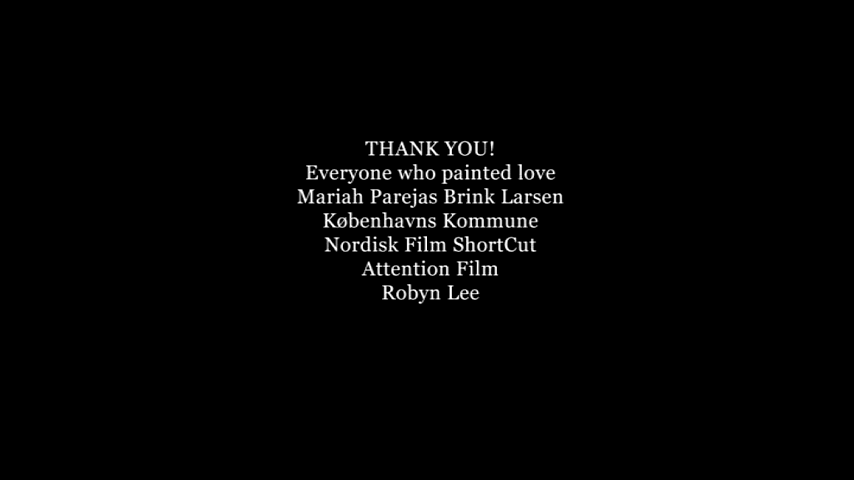 THANK YOU!
Everyone who painted love
Mariah Parejas Brink Larsen
Københavns Kommune
Nordisk Film ShortCut
Attention Film
Robyn Lee